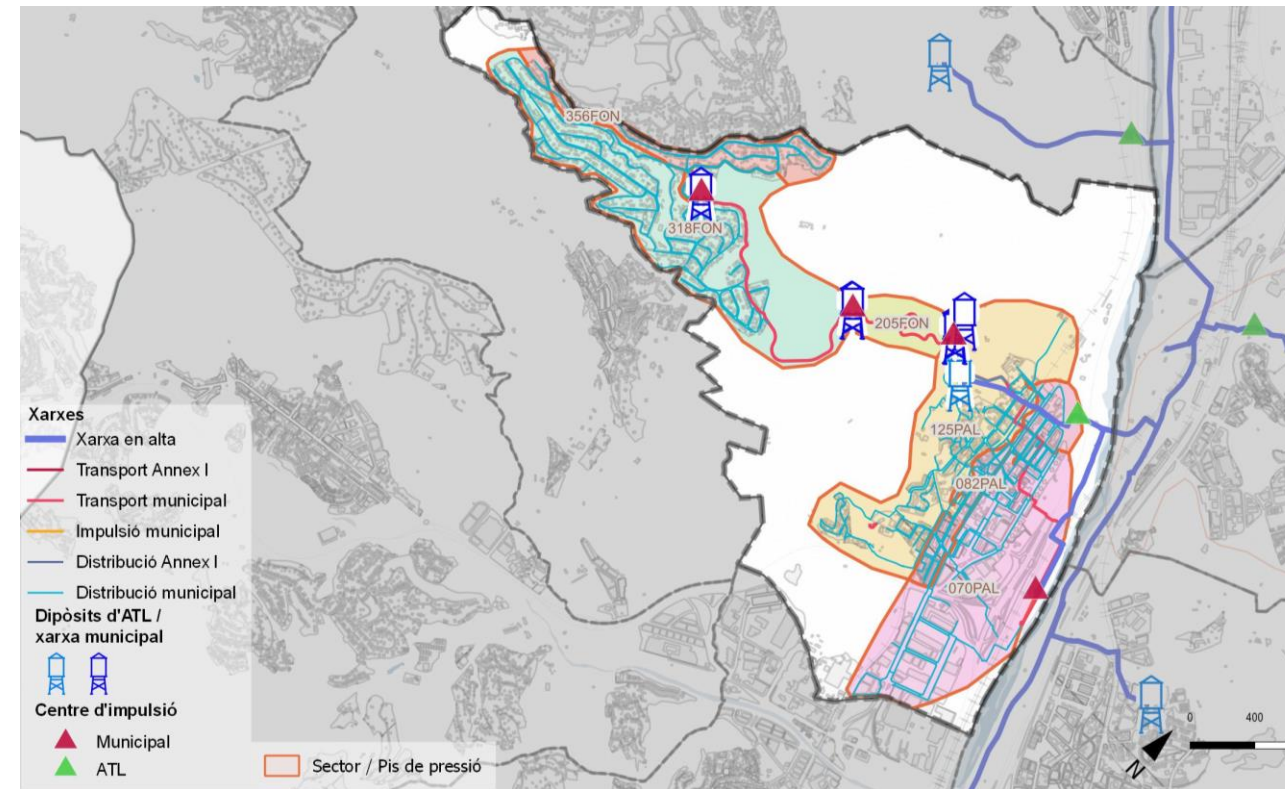 356FON
318FON
205FON
125PAL
082PAL
070PAL
Xarxes
Xarxa en alta
Transport Annex I
Transport municipal
Impulsió municipal
Distribució Annex I
Distribució municipal
Dipòsits d'ATL /
xarxa municipal
Centre d'impulsió
Municipal
ATL
Sector / Pis de pressió
0 400
N